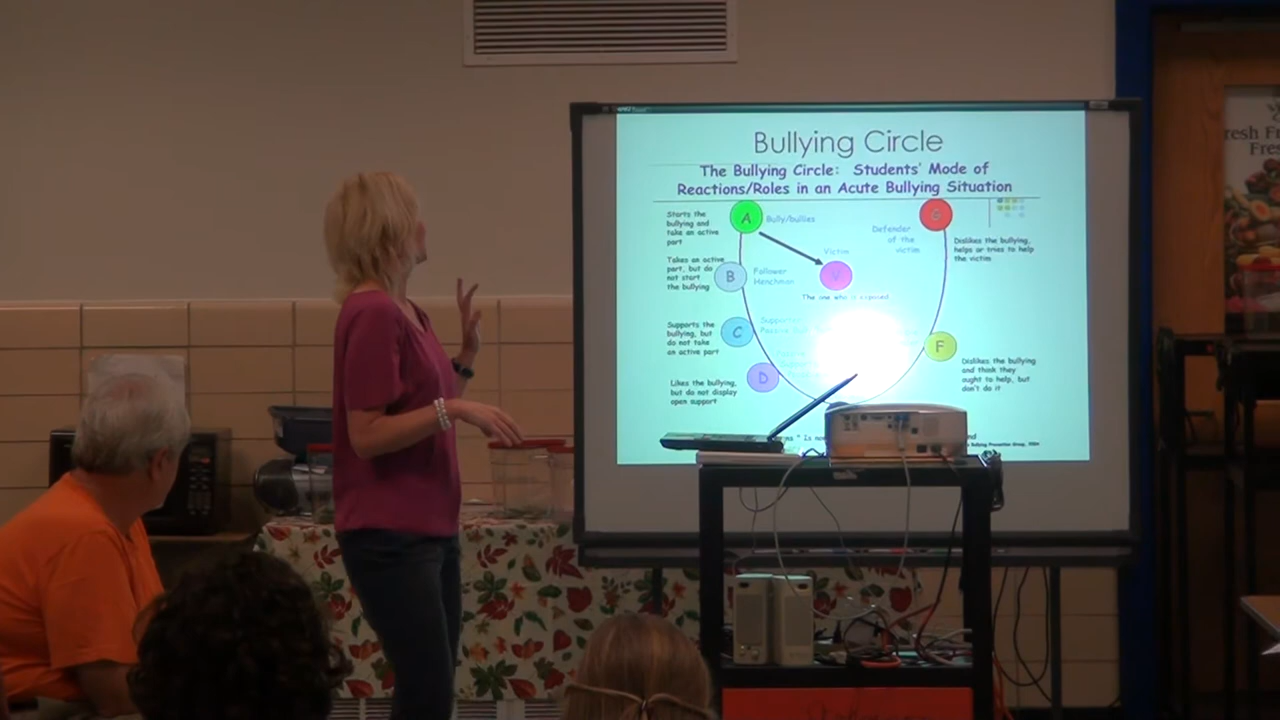 Bullying Circle
The Bullying Circle: Students' Mode of
Reactions/Roles in an Acute Bullying Situation
Starts the
bullying and
take an active
part
A
Bully/bullies
Defender
of the
victim
G
Dislikes the bullying,
helps or tries to help
the victim
Takes an active
part, but do
not start
the bullying
B
Follower
Henchman
Victim
V
The one who is exposed
Supports the
bullying, but
do not take
an active part
C
Likes the bullying,
but do not display
open support
D
F
Dislikes the bullying
and think they
ought to help, but
don't do it
resh
Fres